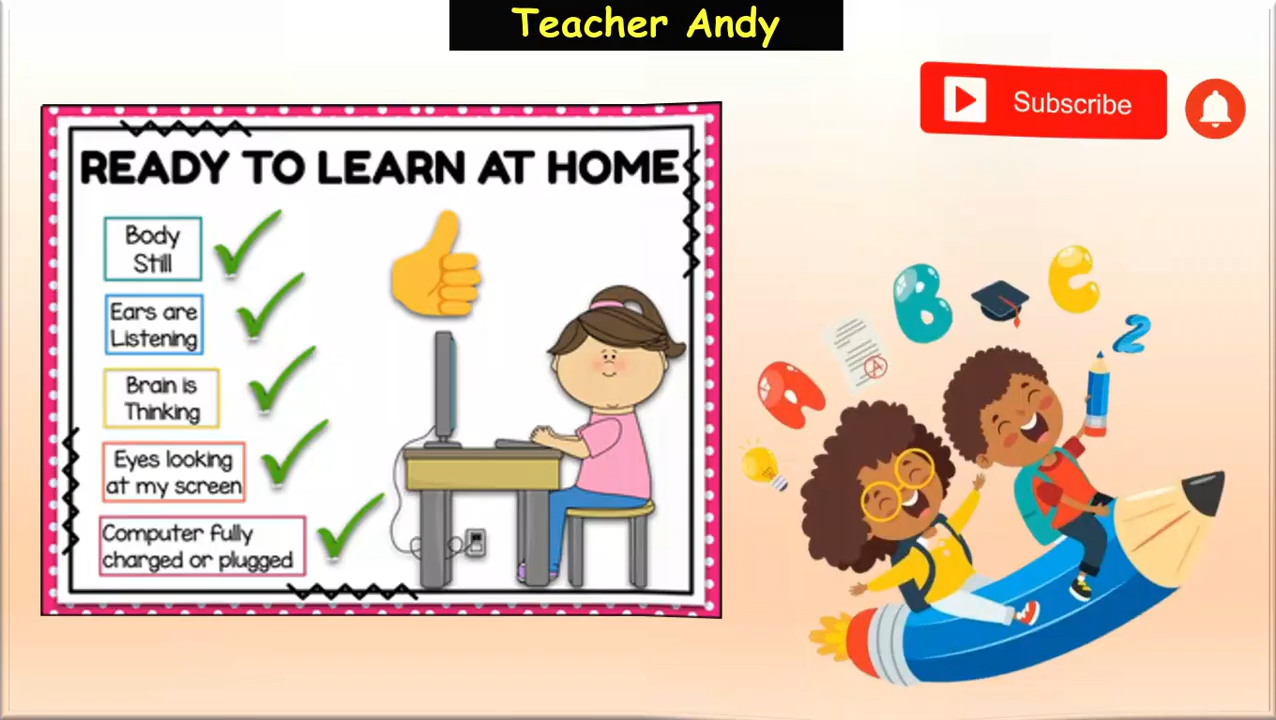 Teacher Andy
Subscribe
READY TO LEARN AT HOME
Body
Still
Ears are
Listening
Brain is
Thinking
Eyes looking
at my screen
Computer fully
charged or plugged
A
A
B
C
2